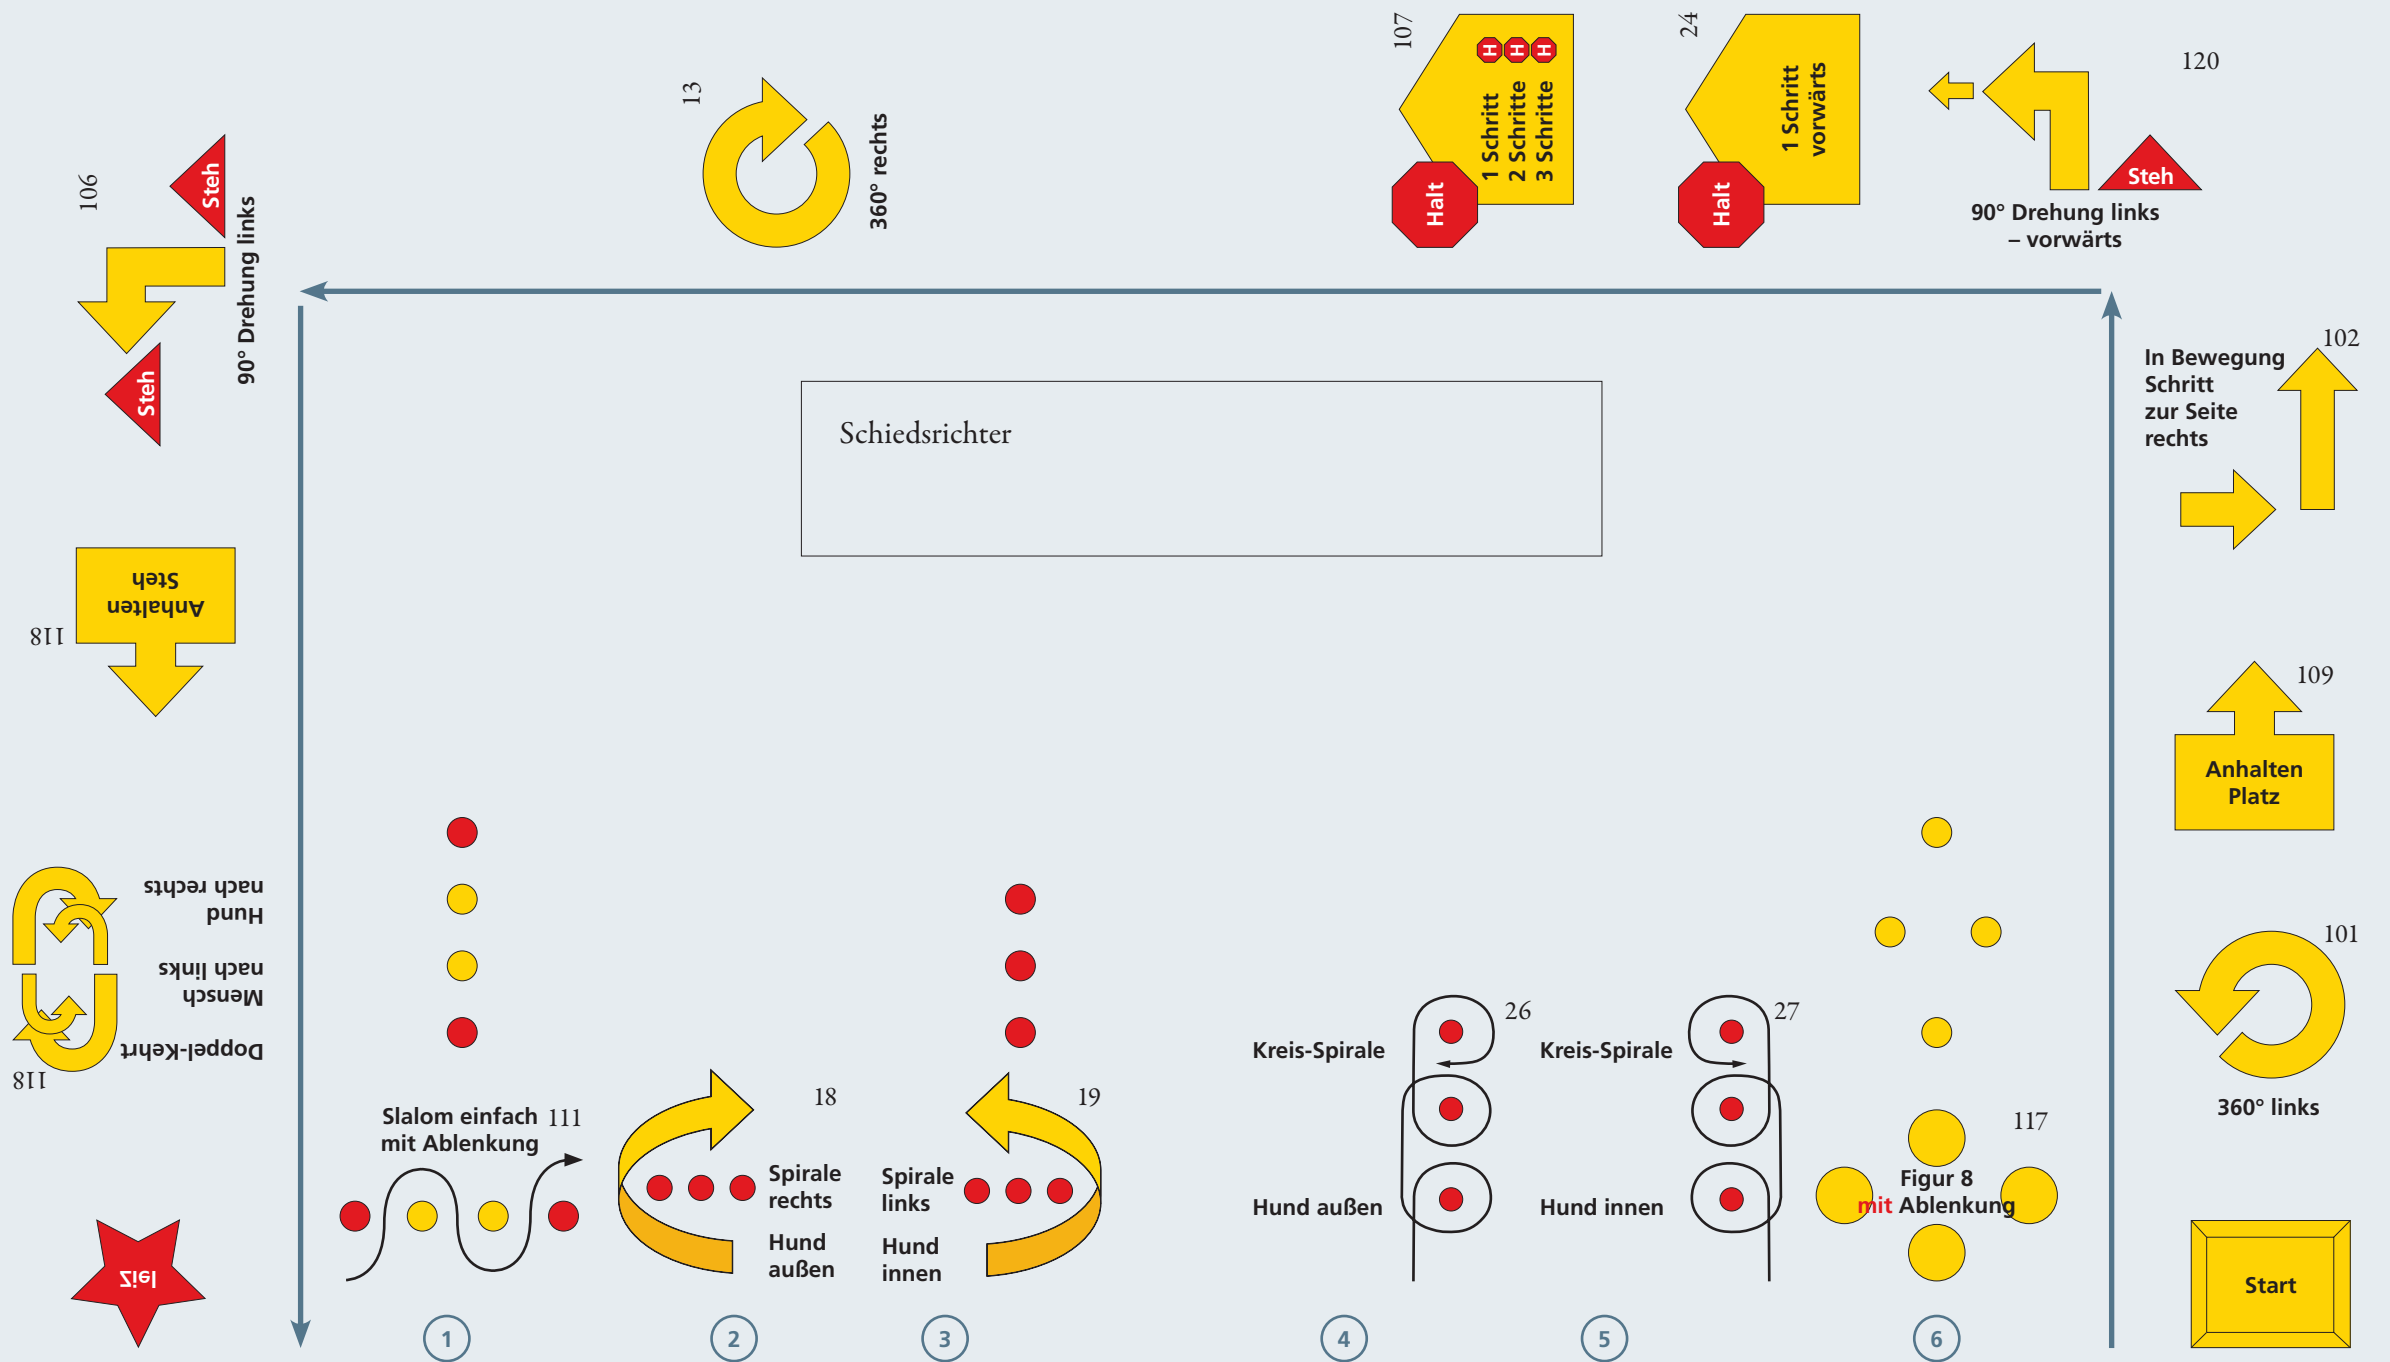 106
Steh
90° Drehung links
Steh
13
360° rechts
107
Halt
1 Schritt H
2 Schritte H
3 Schritte H
24
Halt
1 Schritt
vorwärts
120
Steh
90° Drehung links
– vorwärts
In Bewegung
Schritt
zur Seite
rechts
102
Schiedsrichter
Anhalten
Steh
118
109
Anhalten
Platz
Doppel-Kehrt
Mensch
nach links
Hund
nach rechts
118
101
360° links
Slalom einfach
mit Ablenkung
111
18
Spirale
rechts
Hund
außen
19
Spirale
links
Hund
innen
26
Kreis-Spirale
Hund außen
27
Kreis-Spirale
Hund innen
117
Figur 8
mit Ablenkung
Ziel
Start
1
2
3
4
5
6